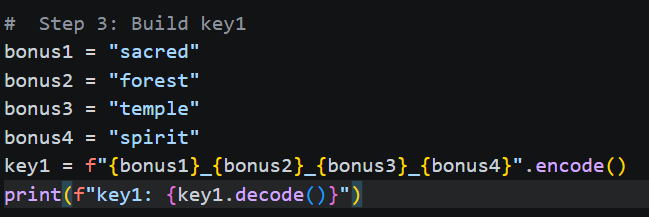 #  Step 3: Build key1
bonus1 = "sacred"
bonus2 = "forest"
bonus3 = "temple"
bonus4 = "spirit"
key1 = f"{bonus1}_{bonus2}_{bonus3}_{bonus4}".encode()
print(f"key1: {key1.decode()}")